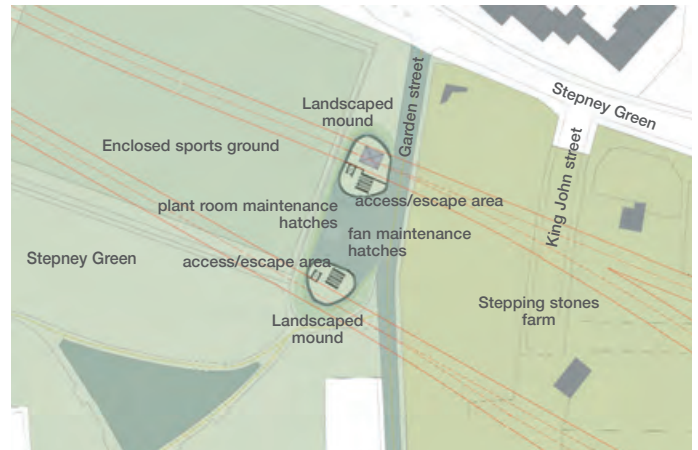 Stepney Green
Garden street
Landscaped
mound
King John street
Enclosed sports ground
access/escape area
plant room maintenance
hatches
fan maintenance
hatches
Stepney Green
access/escape area
Stepping stones
farm
Landscaped
mound